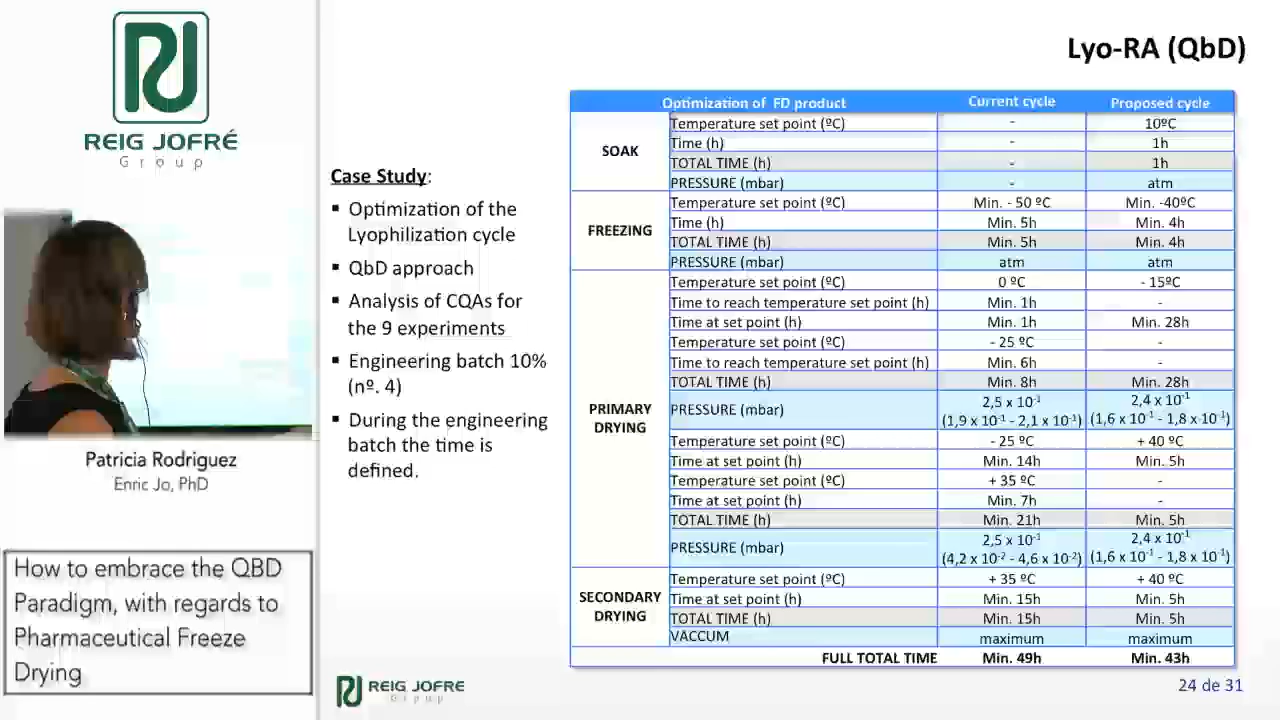 REIG JOFRÉ
Group
Patricia Rodriguez
Enric Jo, PhD
How to embrace the QBD
Paradigm, with regards to
Pharmaceutical Freeze
Drying
Lyo-RA (QbD)
Case Study:
▪ Optimization of the
Lyophilization cycle
▪ QbD approach
▪ Analysis of CQAs for
the 9 experiments
▪ Engineering batch 10%
(nº. 4)
▪ During the engineering
batch the time is
defined.
Optimization of FD product Current cycle Proposed cycle
SOAK
Temperature set point (ºC) - 10ºC
Time (h) - 1h
TOTAL TIME (h) - 1h
PRESSURE (mbar) - atm
FREEZING
Temperature set point (ºC) Min. - 50 ºC Min. -40ºC
Time (h) Min. 5h Min. 4h
TOTAL TIME (h) Min. 5h Min. 4h
PRESSURE (mbar) atm atm
PRIMARY
DRYING
Temperature set point (ºC) 0 ºC - 15ºC
Time to reach temperature set point (h) Min. 1h -
Time at set point (h) Min. 1h Min. 28h
Temperature set point (ºC) - 25 ºC -
Time to reach temperature set point (h) Min. 6h -
TOTAL TIME (h) Min. 8h Min. 28h
PRESSURE (mbar) 2,5 x 10⁻¹ 2,4 x 10⁻¹
(1,9 x 10⁻¹ - 2,1 x 10⁻¹) (1,6 x 10⁻¹ - 1,8 x 10⁻¹)
Temperature set point (ºC) - 25 ºC + 40 ºC
Time at set point (h) Min. 14h Min. 5h
Temperature set point (ºC) + 35 ºC -
Time at set point (h) Min. 7h -
TOTAL TIME (h) Min. 21h Min. 5h
PRESSURE (mbar) 2,5 x 10⁻¹ 2,4 x 10⁻¹
(4,2 x 10⁻² - 4,6 x 10⁻²) (1,6 x 10⁻¹ - 1,8 x 10⁻¹)
SECONDARY
DRYING
Temperature set point (ºC) + 35 ºC + 40 ºC
Time at set point (h) Min. 15h Min. 5h
TOTAL TIME (h) Min. 15h Min. 5h
VACCUM maximum maximum
FULL TOTAL TIME Min. 49h Min. 43h
REIG JOFRE
Group
24 de 31